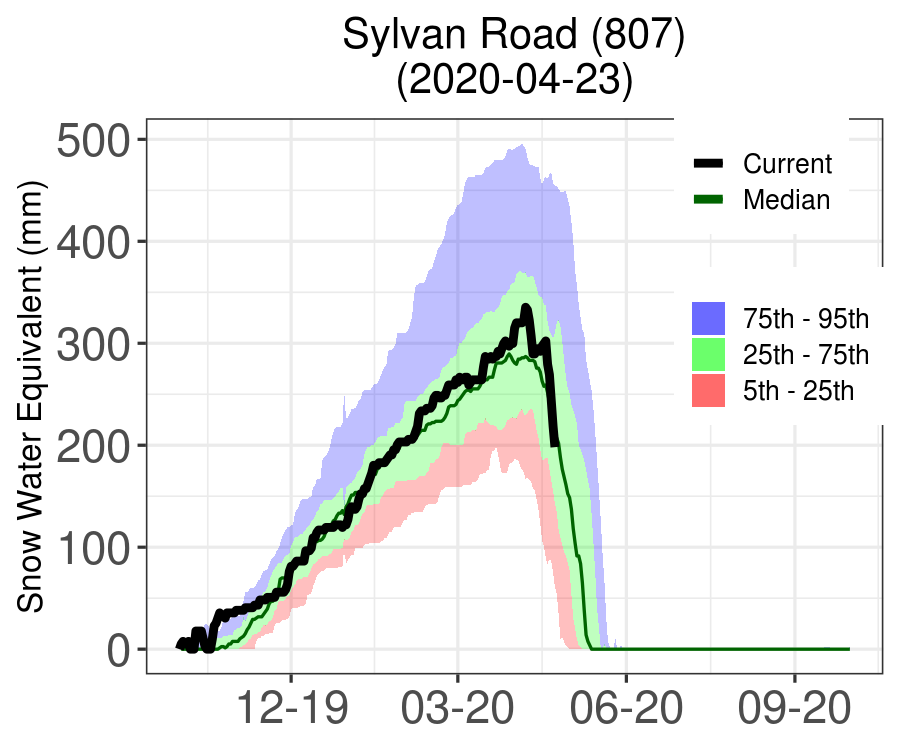 Sylvan Road (807)
(2020-04-23)
Snow Water Equivalent (mm)
500
400
300
200
100
0
12-19
03-20
06-20
09-20
Current
Median
75th - 95th
25th - 75th
5th - 25th